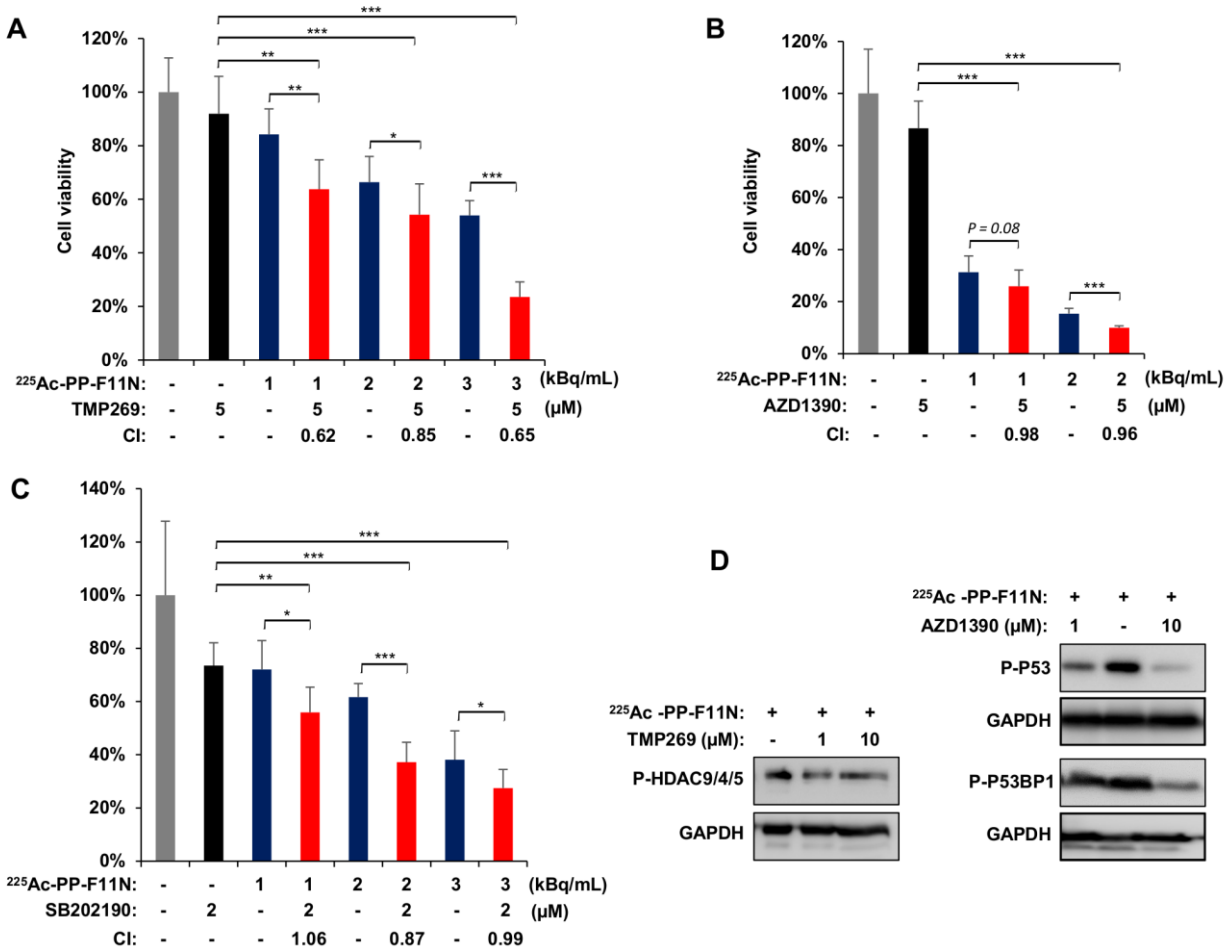 A
***
***
**
**
*
***
120%
100%
80%
60%
40%
20%
0%
Cell viability
²²⁵Ac-PP-F11N: - - 1 1 2 2 3 3 (kBq/mL)
TMP269: - 5 - 5 - 5 - 5 (µM)
CI: - - - 0.62 - 0.85 - 0.65
B
***
***
P = 0.08
***
120%
100%
80%
60%
40%
20%
0%
Cell viability
²²⁵Ac-PP-F11N: - - 1 1 2 2 (kBq/mL)
AZD1390: - 5 - 5 - 5 (µM)
CI: - - - 0.98 - 0.96
C
***
***
**
*
***
*
140%
120%
100%
80%
60%
40%
20%
0%
²²⁵Ac-PP-F11N: - - 1 1 2 2 3 3 (kBq/mL)
SB202190: - 2 - 2 - 2 - 2 (µM)
CI: - - - 1.06 - 0.87 - 0.99
D
²²⁵Ac -PP-F11N: + + +
TMP269 (µM): - 1 10
P-HDAC9/4/5
GAPDH
²²⁵Ac -PP-F11N: + + +
AZD1390 (µM): 1 - 10
P-P53
GAPDH
P-P53BP1
GAPDH